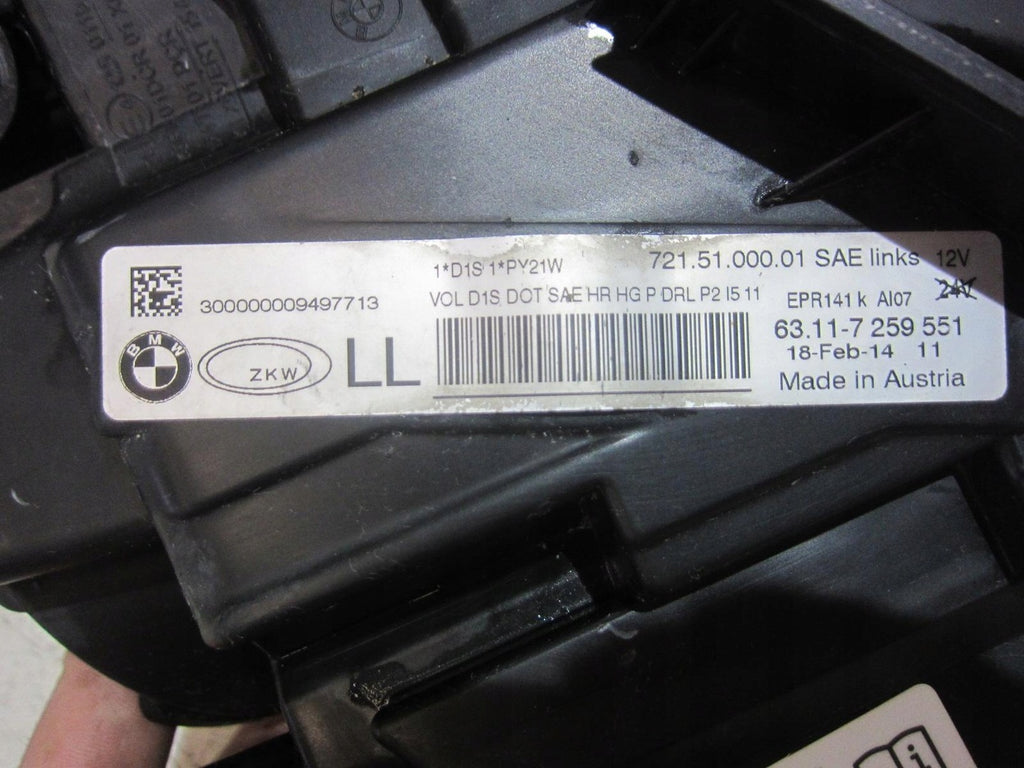 1*D1S 1*PY21W
721.51.000.01 SAE links 12V
24V
300000009497713
VOL D1S DOT SAE HR HG P DRL P2 I5 11
EPR141 k AI07
63.11-7 259 551
BMW
ZKW
LL
18-Feb-14 11
Made in Austria
i